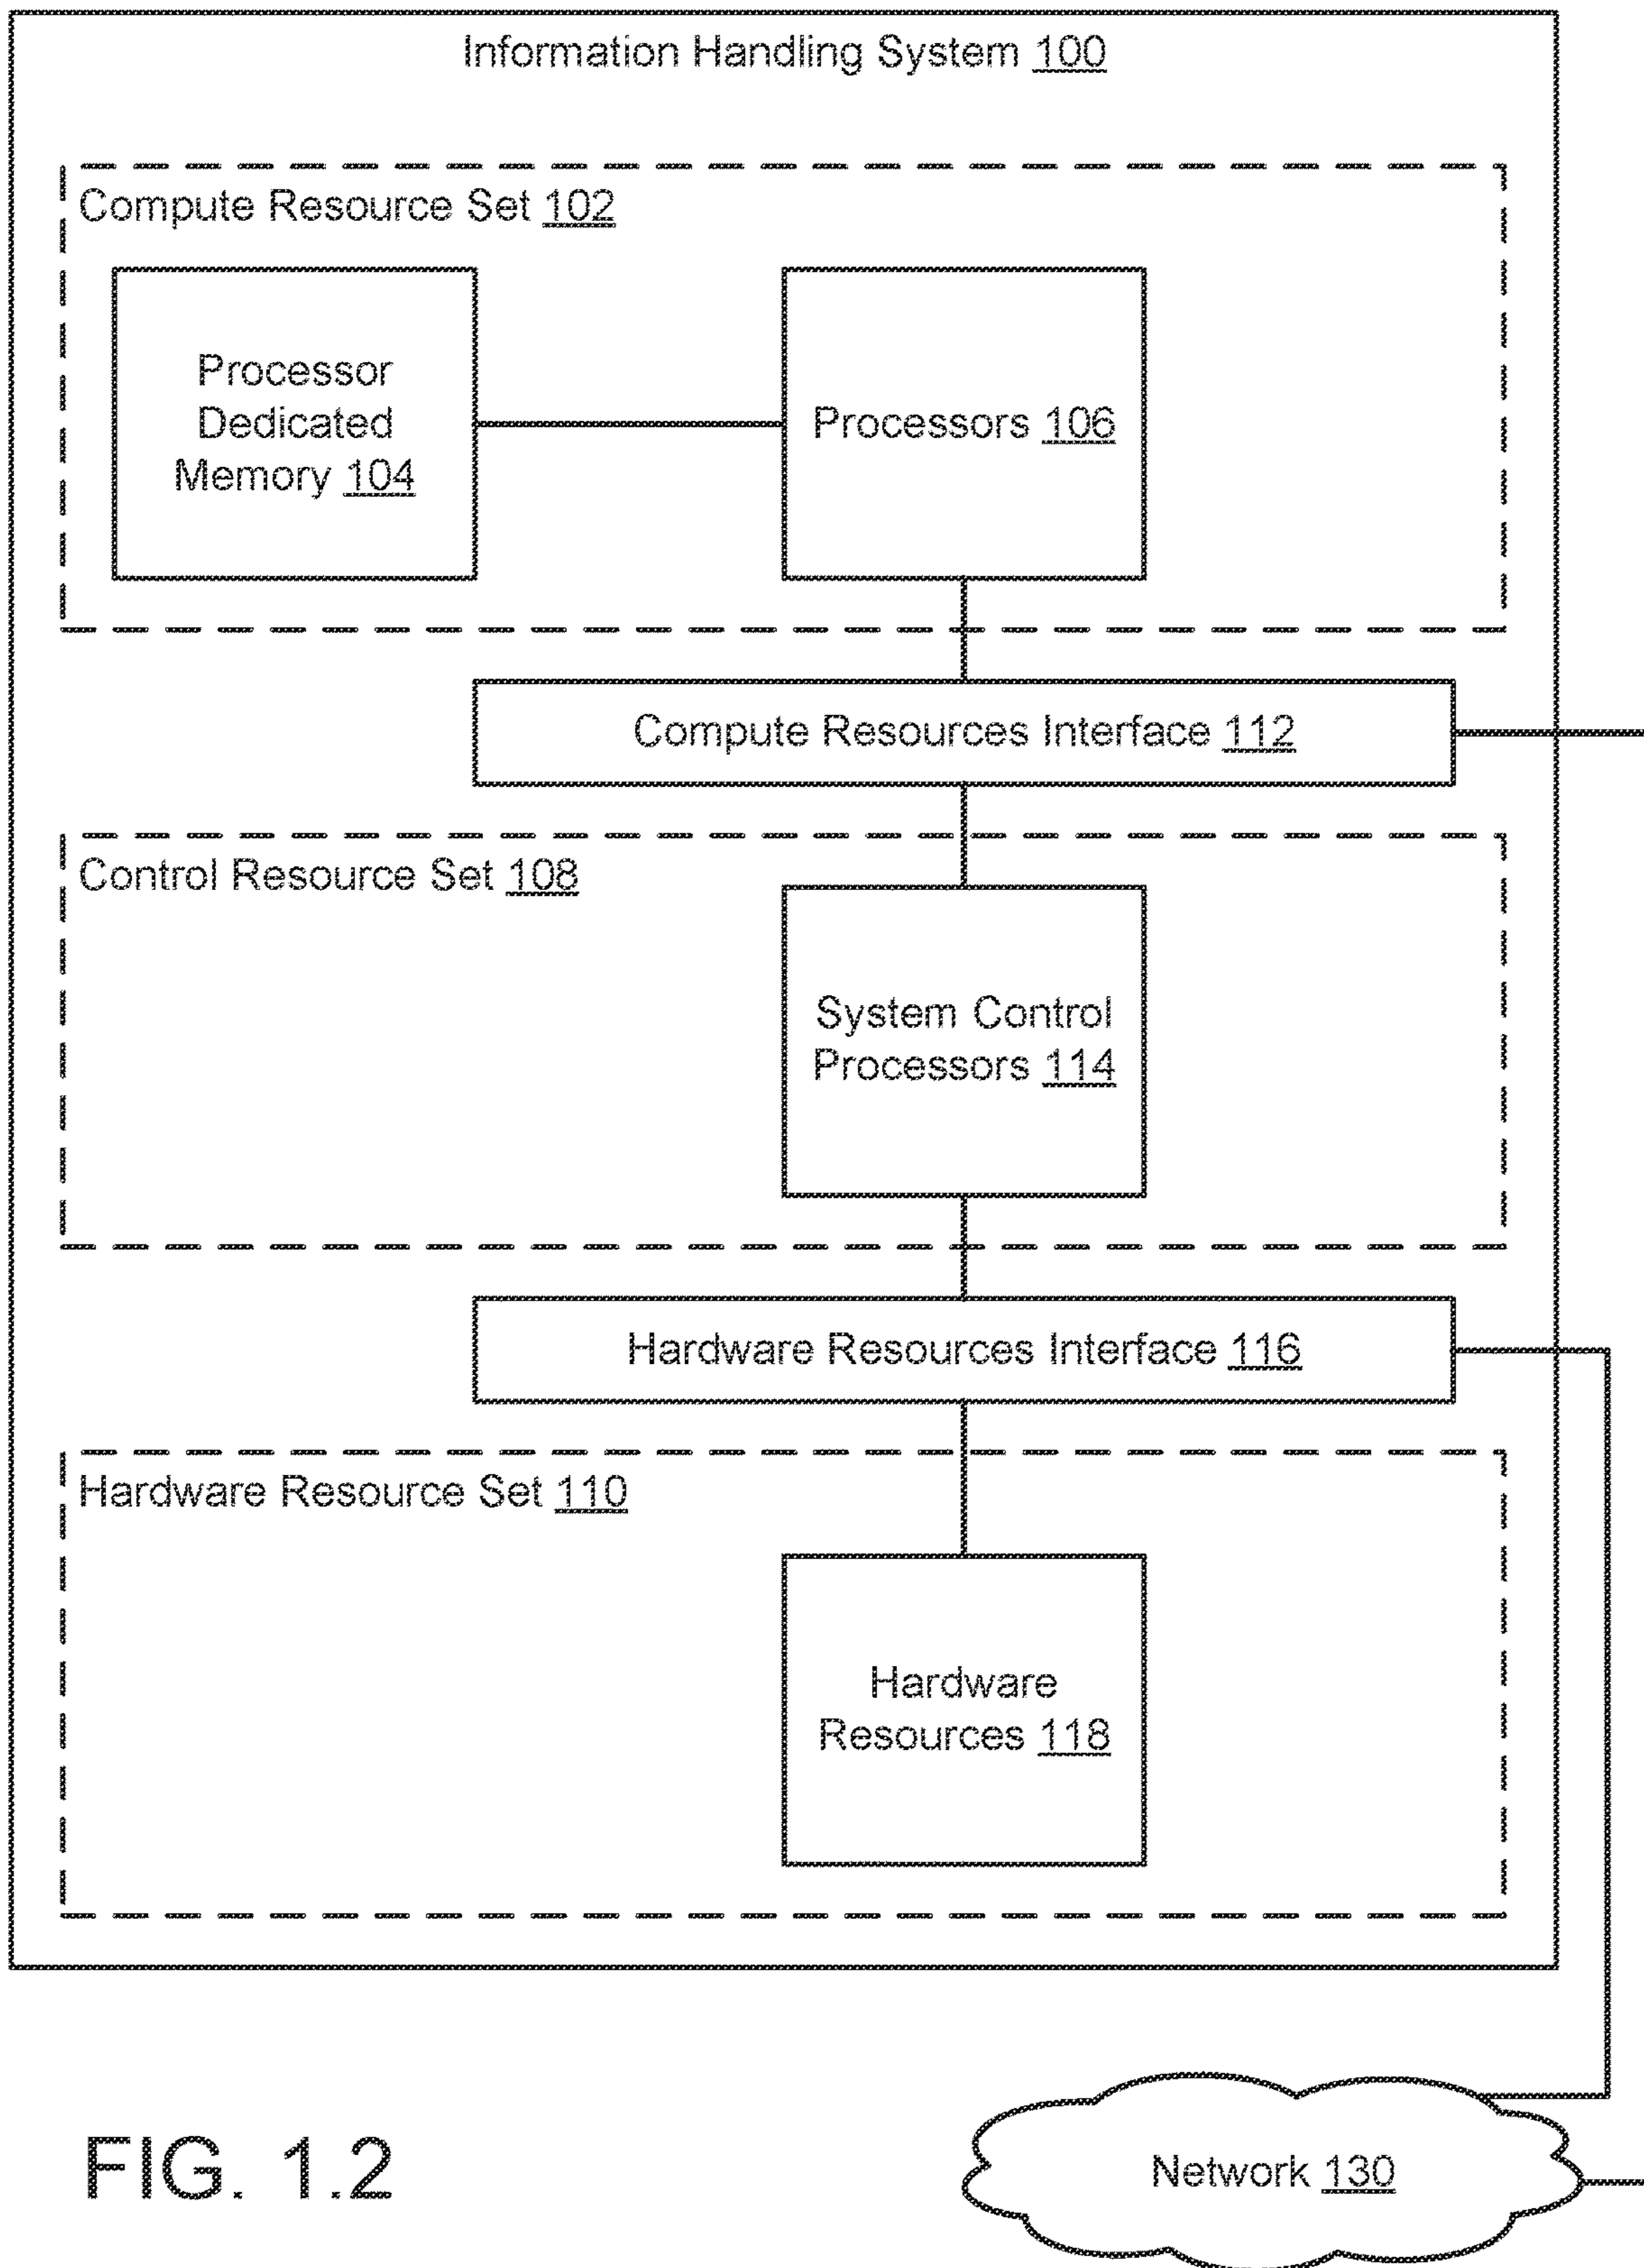 Information Handling System 100
Compute Resource Set 102
Processor
Dedicated
Memory 104
Processors 106
Compute Resources Interface 112
Control Resource Set 108
System Control
Processors 114
Hardware Resources Interface 116
Hardware Resource Set 110
Hardware
Resources 118
Network 130
FIG. 1.2